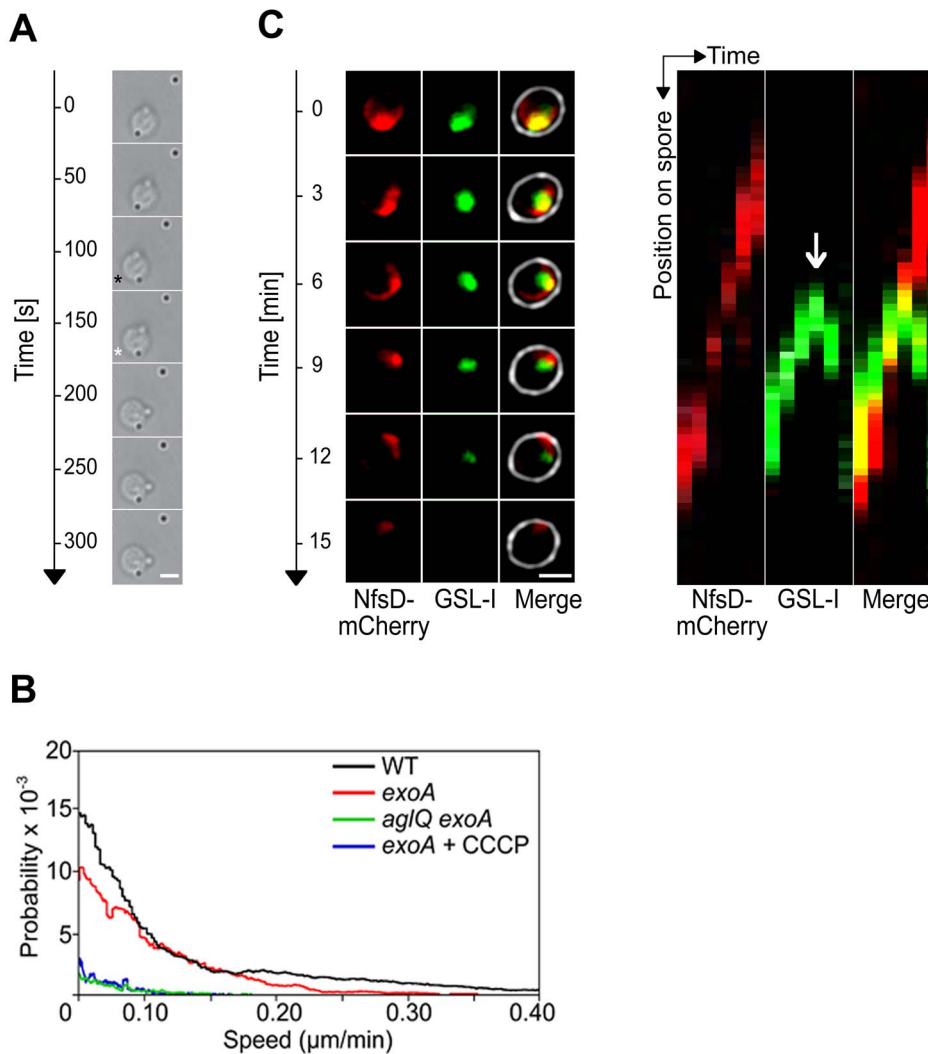 A
Time [s]
0
50
100
150
200
250
300
*
*
C
Time [min]
0
3
6
9
12
15
NfsD-
mCherry
GSL-I
Merge
Time
Position on spore
NfsD-
mCherry
GSL-I
Merge
B
Probability x 10-3
20
15
10
5
0
0.10
0.20
0.30
0.40
Speed (µm/min)
WT
exoA
aglQ exoA
exoA + CCCP